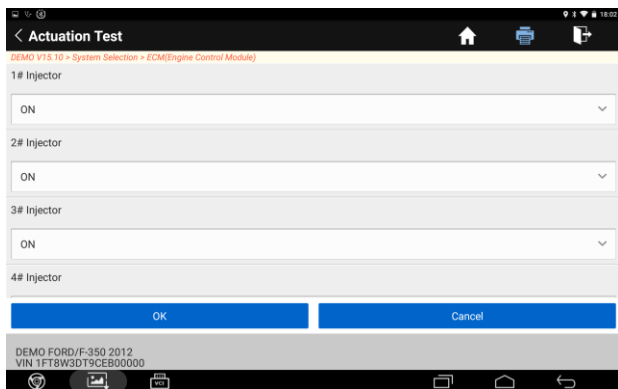 18:02
Actuation Test
DEMO V15.10 > System Selection > ECM(Engine Control Module)
1# Injector
ON
2# Injector
ON
3# Injector
ON
4# Injector
OK Cancel
DEMO FORD/F-350 2012
VIN 1FT8W3DT9CEB00000
VCI